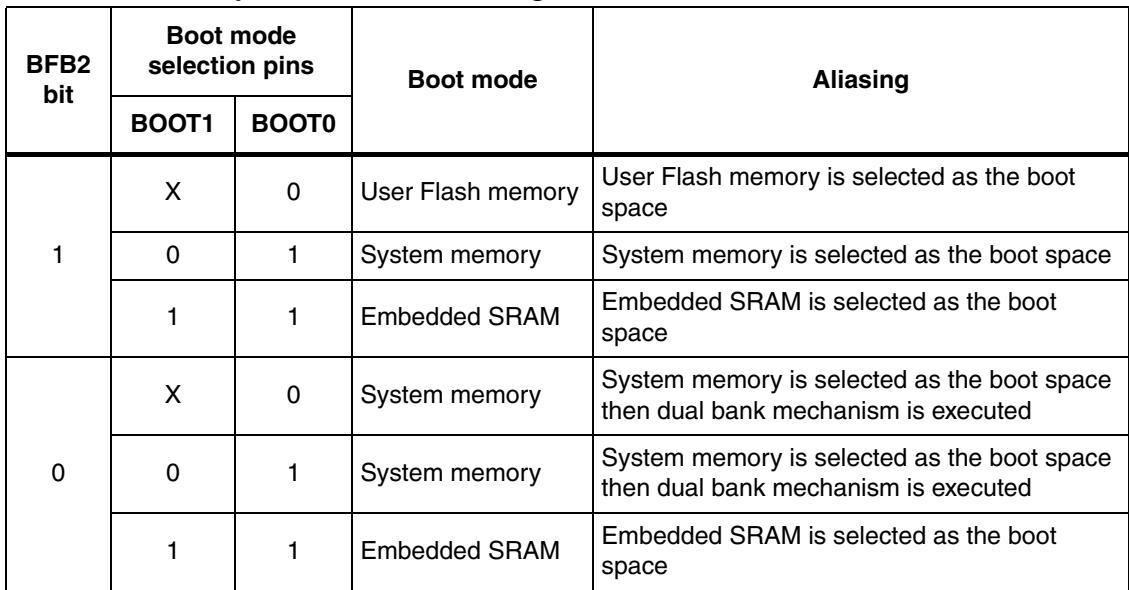 BFB2 bit
Boot mode selection pins
Boot mode
Aliasing
BOOT1
BOOT0
1
X
0
User Flash memory
User Flash memory is selected as the boot
space
0
1
System memory
System memory is selected as the boot space
1
1
Embedded SRAM
Embedded SRAM is selected as the boot
space
0
X
0
System memory
System memory is selected as the boot space
then dual bank mechanism is executed
0
1
System memory
System memory is selected as the boot space
then dual bank mechanism is executed
1
1
Embedded SRAM
Embedded SRAM is selected as the boot
space